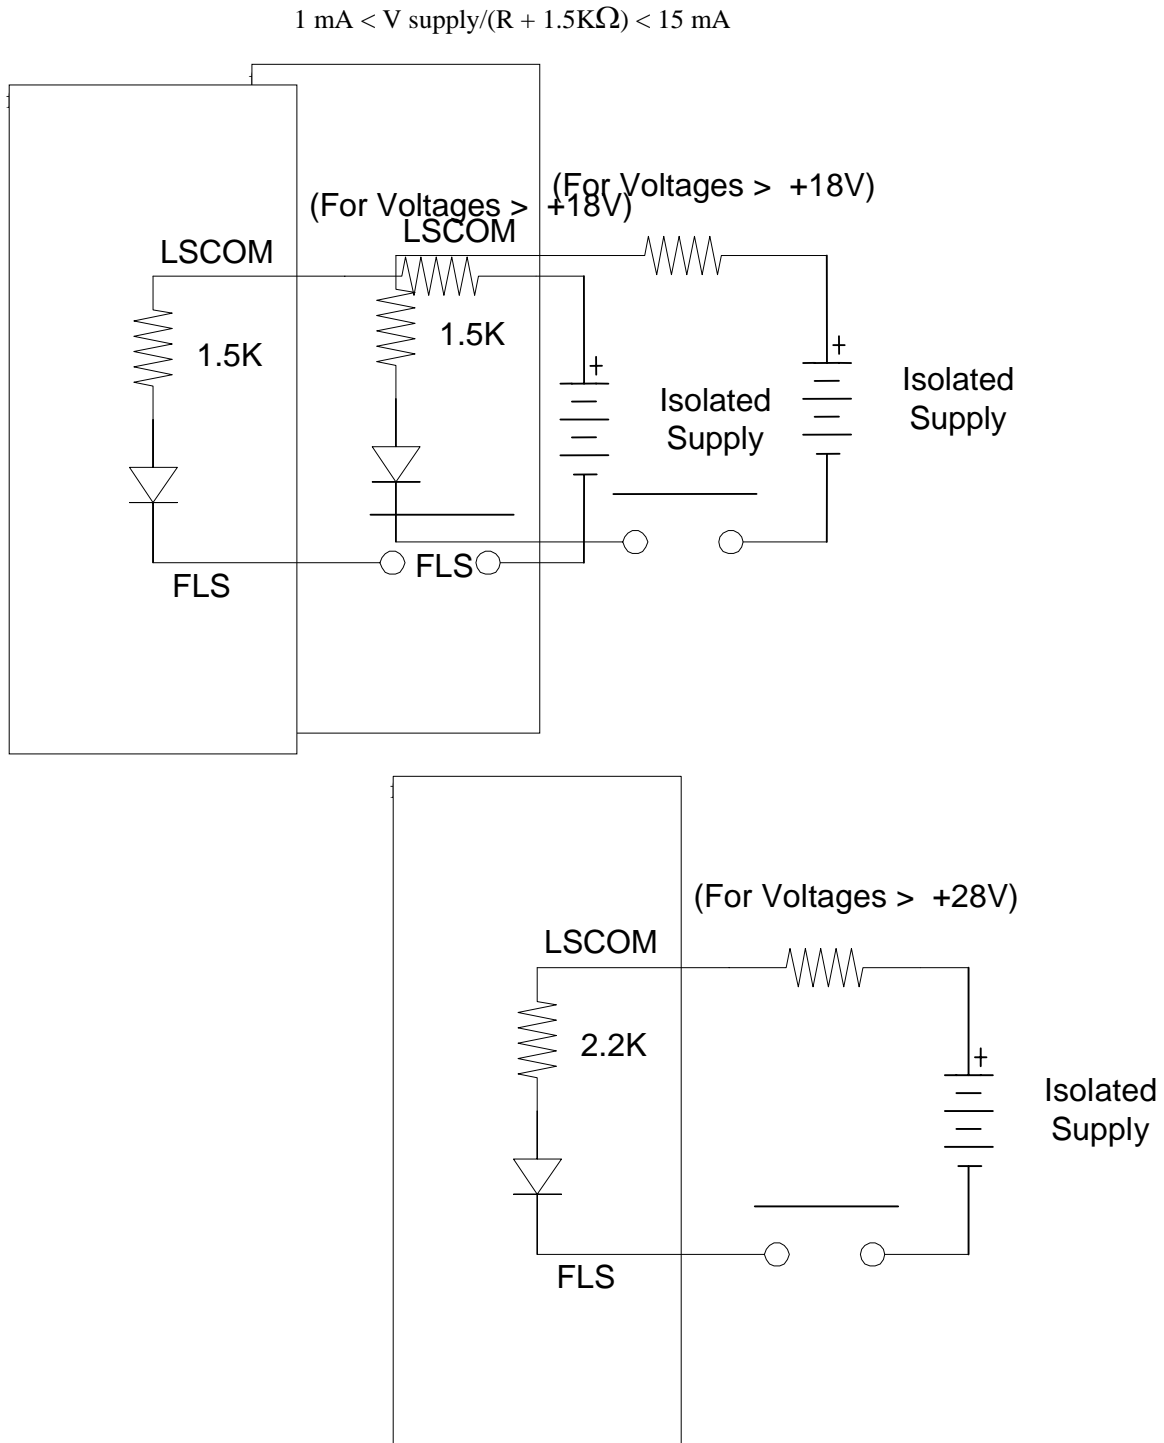 1 mA < V supply/(R + 1.5KΩ) < 15 mA
(For Voltages > +18V)
(For Voltages > +18V)
LSCOM
LSCOM
1.5K
1.5K
+
+
Isolated
Supply
Isolated
Supply
FLS
FLS
(For Voltages > +28V)
LSCOM
2.2K
+
Isolated
Supply
FLS